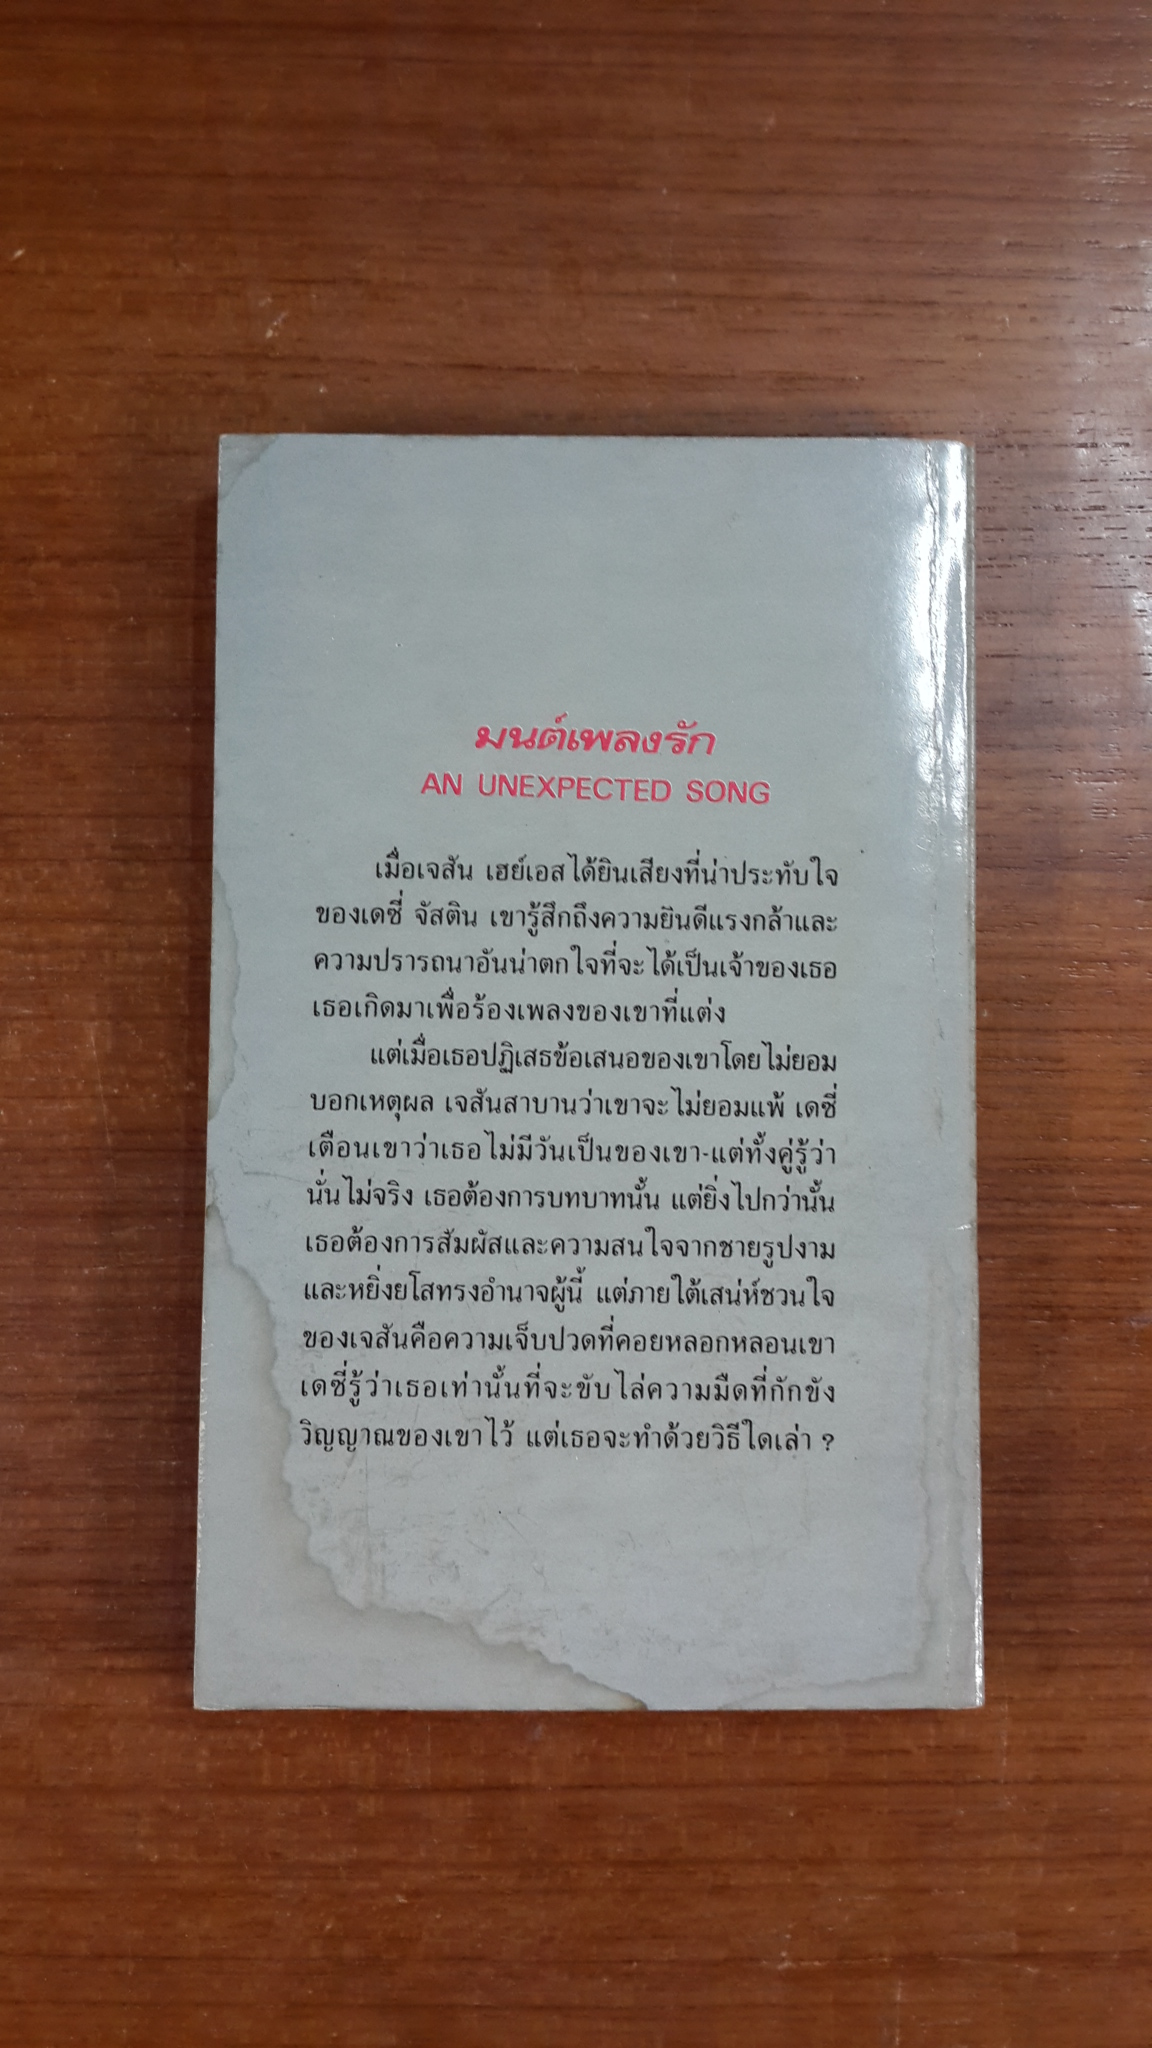 มนต์เพลงรัก
AN UNEXPECTED SONG
เมื่อเจสัน เฮย์เอสได้ยินเสียงที่น่าประทับใจ
ของเดซี่ จัสติน เขารู้สึกถึงความยินดีแรงกล้าและ
ความปรารถนาอันน่าตกใจที่จะได้เป็นเจ้าของเธอ
เธอเกิดมาเพื่อร้องเพลงของเขาที่แต่ง
แต่เมื่อเธอปฏิเสธข้อเสนอของเขาโดยไม่ยอม
บอกเหตุผล เจสันสาบานว่าเขาจะไม่ยอมแพ้ เดซี่
เตือนเขาว่าเธอไม่มีวันเป็นของเขา-แต่ทั้งคู่รู้ว่า
นั่นไม่จริง เธอต้องการบทบาทนั้น แต่ยิ่งไปกว่านั้น
เธอต้องการสัมผัสและความสนใจจากชายรูปงาม
และหยิ่งยโสทรงอำนาจผู้นี้ แต่ภายใต้เสน่ห์ชวนใจ
ของเจสันคือความเจ็บปวดที่คอยหลอกหลอนเขา
เดซี่รู้ว่าเธอเท่านั้นที่จะขับไล่ความมืดที่กักขัง
วิญญาณของเขาไว้ แต่เธอจะทำด้วยวิธีใดเล่า ?